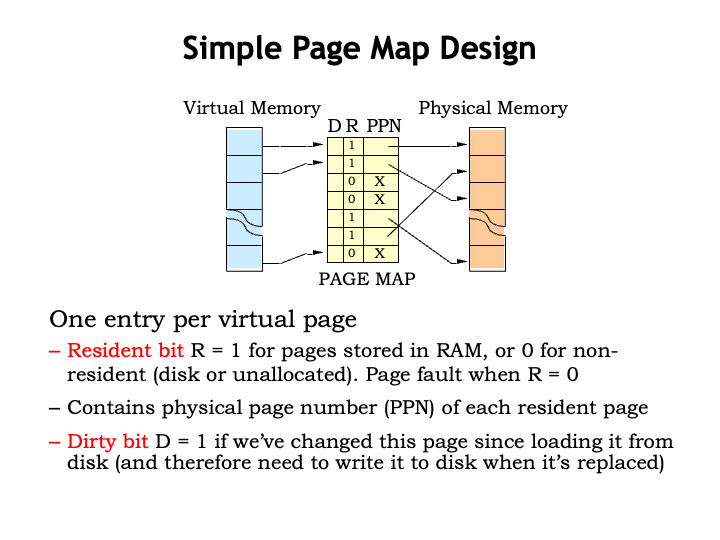 Simple Page Map Design
Virtual Memory
Physical Memory
D R PPN
1
1
0 X
0 X
1
1
0 X
PAGE MAP
One entry per virtual page
– Resident bit R = 1 for pages stored in RAM, or 0 for non-
resident (disk or unallocated). Page fault when R = 0
– Contains physical page number (PPN) of each resident page
– Dirty bit D = 1 if we’ve changed this page since loading it from
disk (and therefore need to write it to disk when it’s replaced)